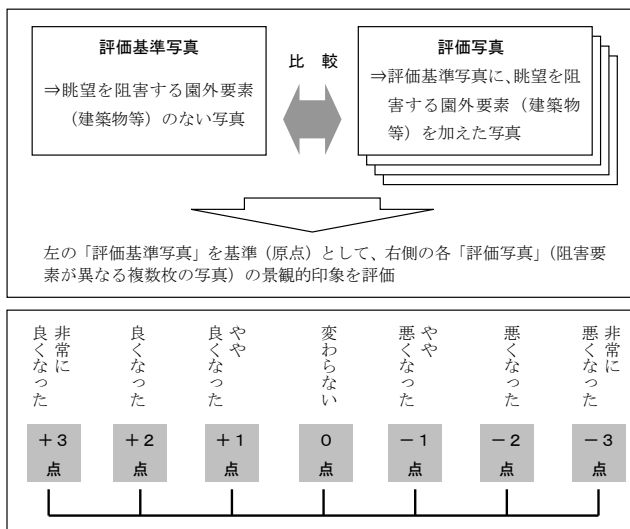 評価基準写真
⇒眺望を阻害する園外要素
（建築物等）のない写真
比 較
評価写真
⇒評価基準写真に、眺望を阻
害する園外要素（建築物
等）を加えた写真
左の「評価基準写真」を基準（原点）として、右側の各「評価写真」（阻害要
素が異なる複数枚の写真）の景観的印象を評価
非常に
良くなった
良くなった
やや
良くなった
変わらない
やや
悪くなった
悪くなった
非常に
悪くなった
＋３
点
＋２
点
＋１
点
０
点
－１
点
－２
点
－３
点